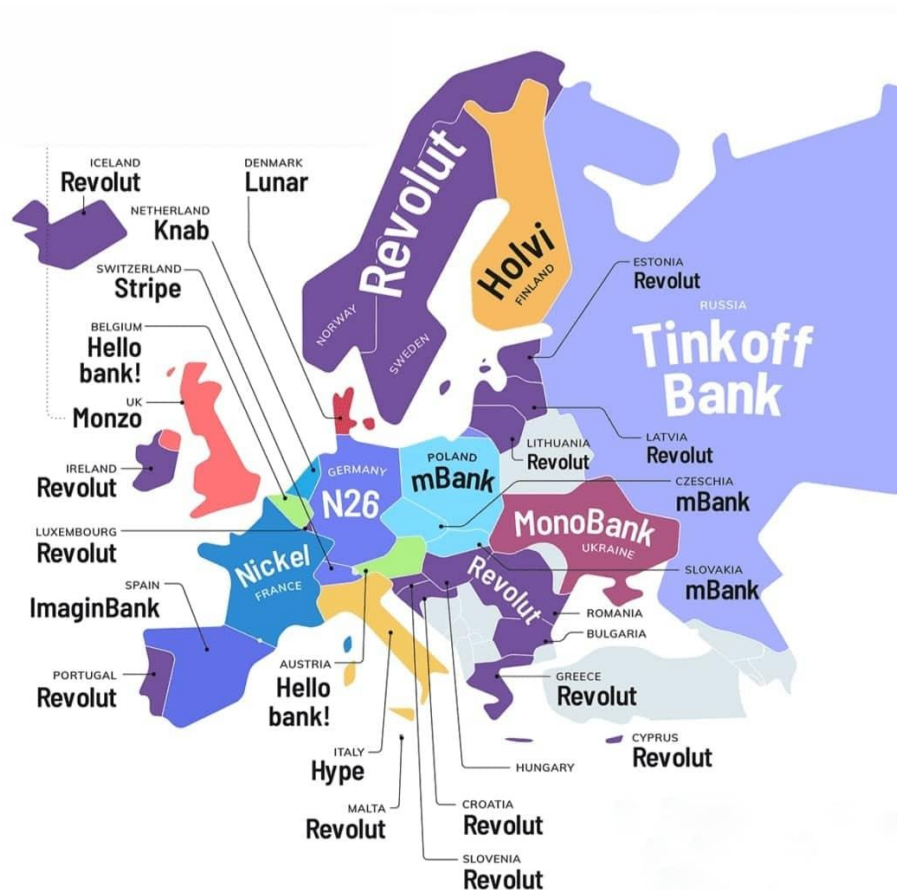 ICELAND
Revolut
DENMARK
Lunar
NETHERLAND
Knab
SWITZERLAND
Stripe
BELGIUM
Hello
bank!
UK
Monzo
IRELAND
Revolut
LUXEMBOURG
Revolut
SPAIN
ImaginBank
PORTUGAL
Revolut
Revolut
NORWAY
SWEDEN
Holvi
FINLAND
ESTONIA
Revolut
RUSSIA
Tinkoff
Bank
LITHUANIA
Revolut
LATVIA
Revolut
GERMANY
N26
POLAND
mBank
CZESCHIA
mBank
MonoBank
UKRAINE
Nickel
FRANCE
Revolut
SLOVAKIA
mBank
ROMANIA
BULGARIA
AUSTRIA
Hello
bank!
GREECE
Revolut
CYPRUS
Revolut
ITALY
Hype
HUNGARY
MALTA
Revolut
CROATIA
Revolut
SLOVENIA
Revolut